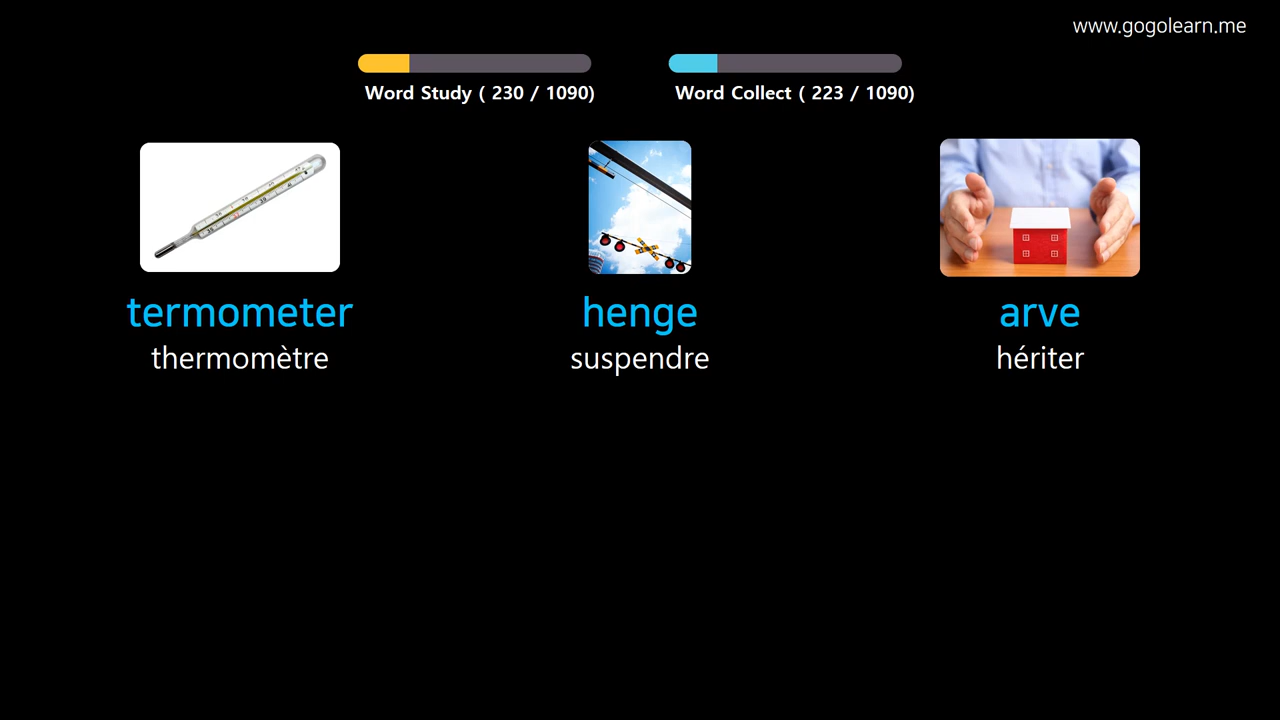 www.gogolearn.me
Word Study ( 230 / 1090)
Word Collect ( 223 / 1090)
termometer
henge
arve
thermomètre
suspendre
hériter